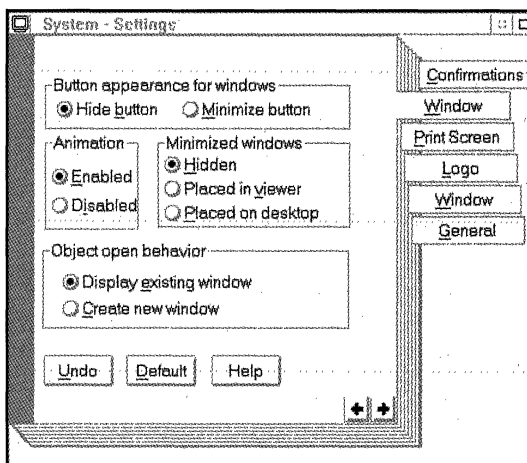 System - Settings
Confirmations
Window
Print Screen
Logo
Window
General
Button appearance for windows
Hide button
Minimize button
Animation
Enabled
Disabled
Minimized windows
Hidden
Placed in viewer
Placed on desktop
Object open behavior
Display existing window
Create new window
Undo
Default
Help